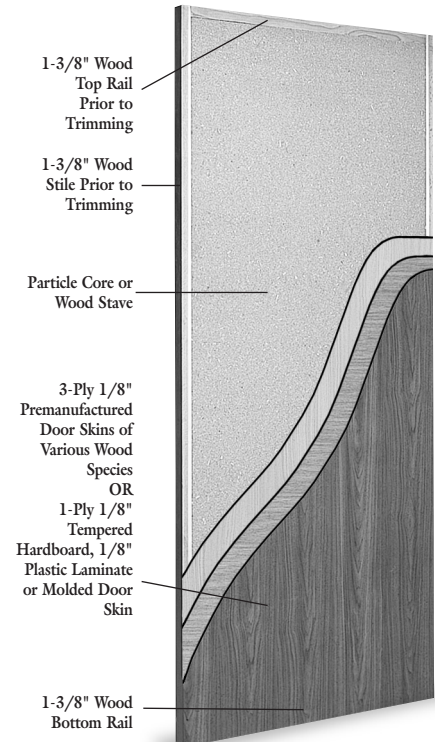 1-3/8" Wood
Top Rail
Prior to
Trimming
1-3/8" Wood
Stile Prior to
Trimming
Particle Core or
Wood Stave
3-Ply 1/8"
Premanufactured
Door Skins of
Various Wood
Species
OR
1-Ply 1/8"
Tempered
Hardboard, 1/8"
Plastic Laminate
or Molded Door
Skin
1-3/8" Wood
Bottom Rail